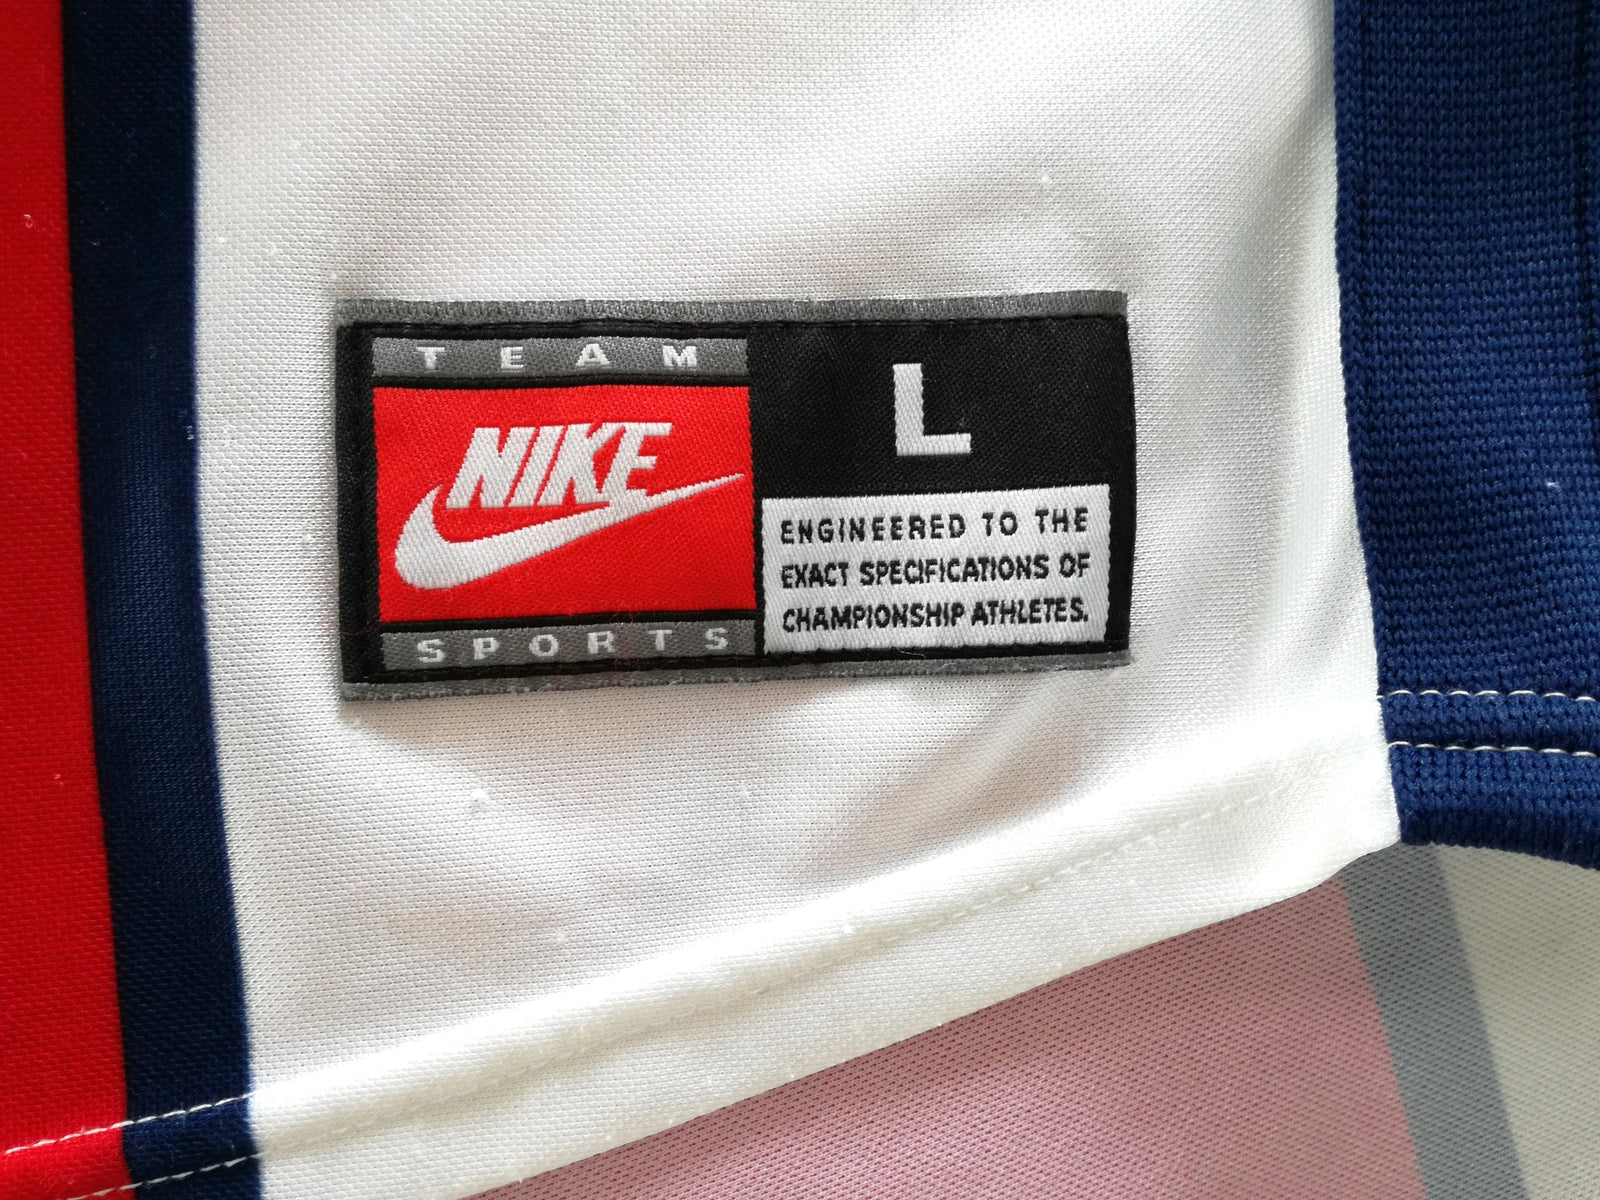 TEAM
NIKE
SPORTS
L
ENGINEERED TO THE
EXACT SPECIFICATIONS OF
CHAMPIONSHIP ATHLETES.